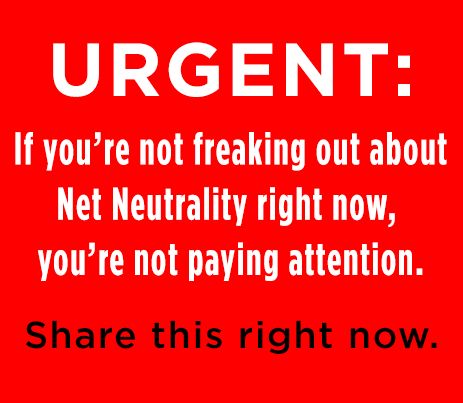 URGENT:
If you’re not freaking out about
Net Neutrality right now,
you’re not paying attention.
Share this right now.